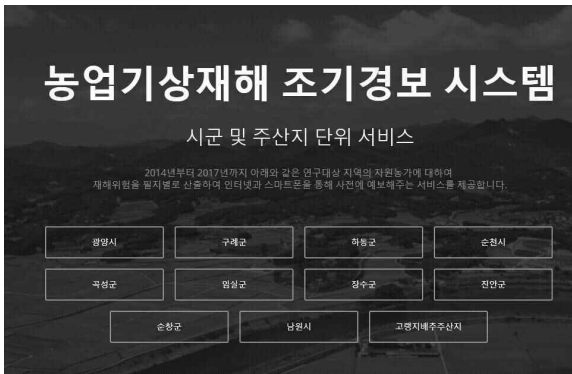 농업기상재해 조기경보 시스템
시군 및 주산지 단위 서비스
2014년부터 2017년까지 아래와 같은 연구대상 지역의 자원농가에 대하여
재해위험을 필지별로 산출하여 인터넷과 스마트폰을 통해 사전에 예보해주는 서비스를 제공합니다.
광양시 구례군 하동군 순천시
곡성군 임실군 장수군 진안군
순창군 남원시 고랭지배추주산지